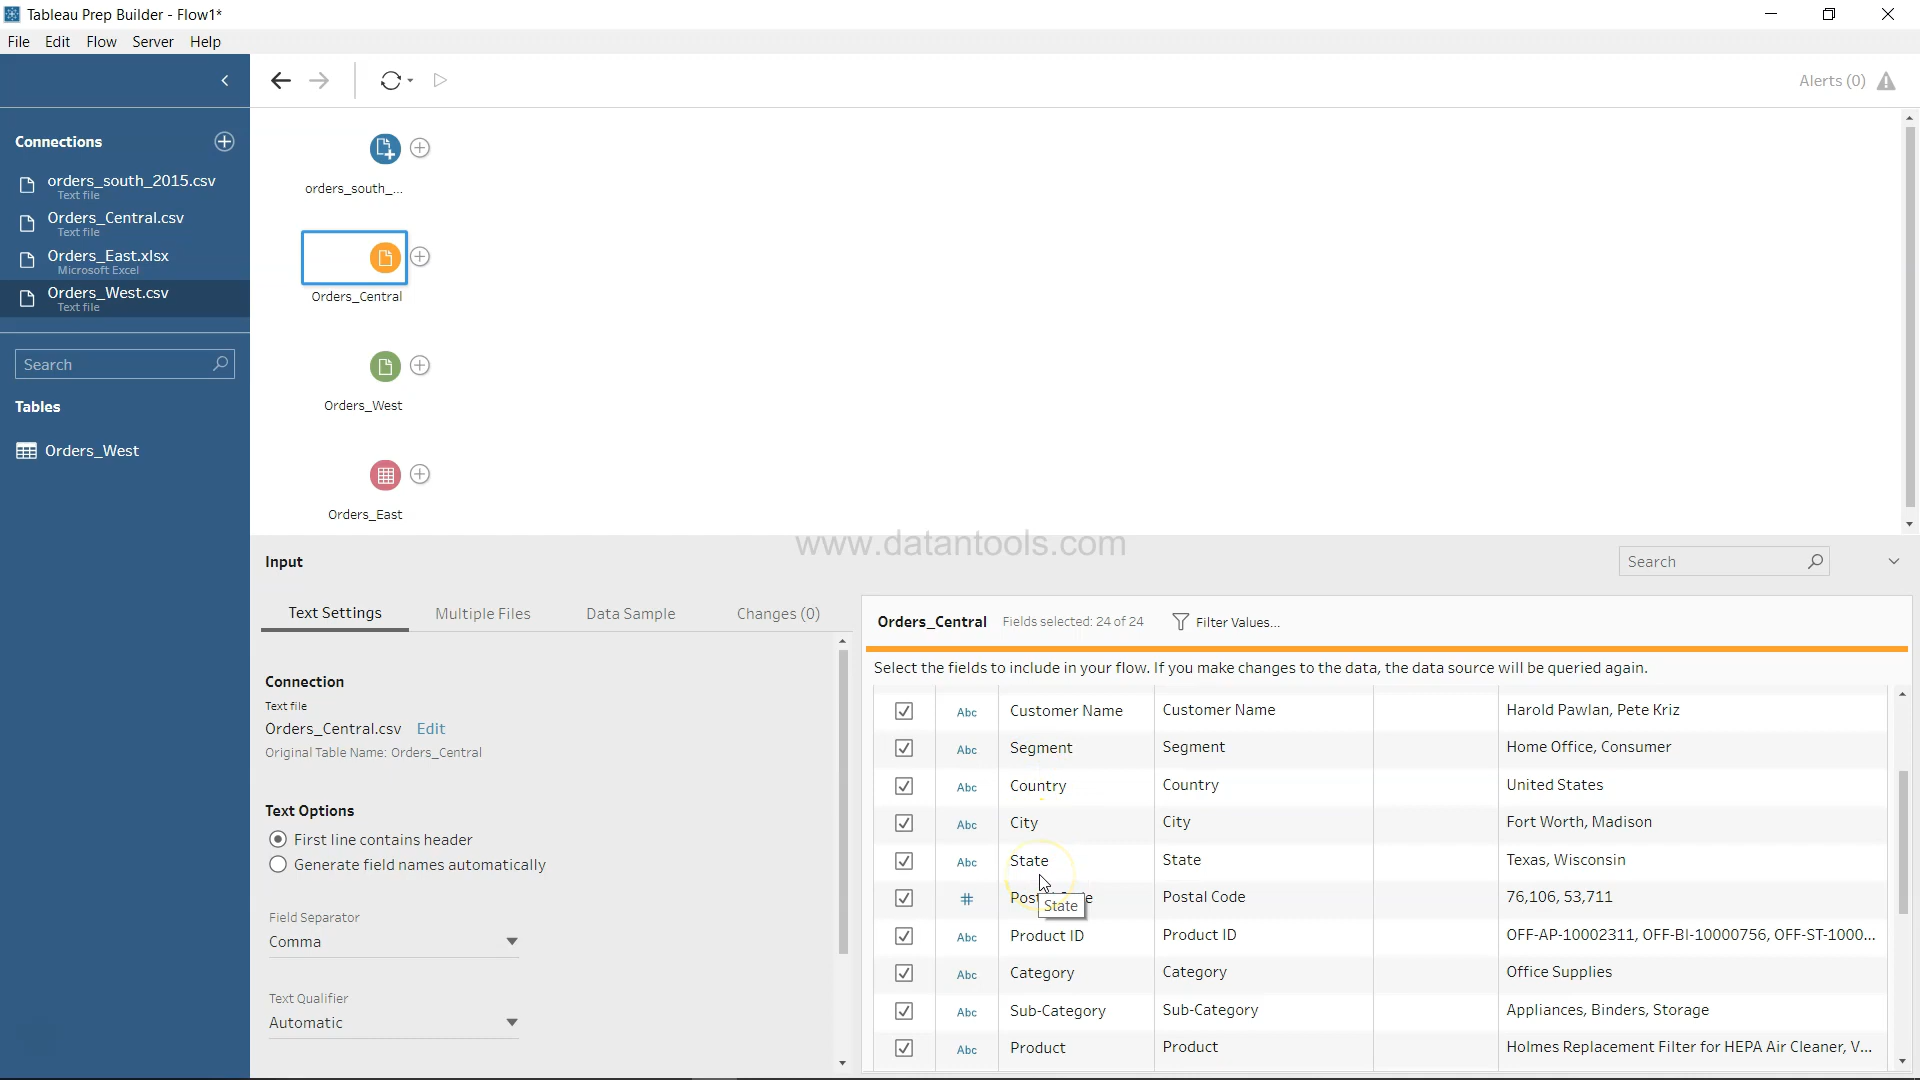 Tableau Prep Builder - Flow1*
File Edit Flow Server Help
Alerts (0)
Connections
orders_south_2015.csv
Text file
Orders_Central.csv
Text file
Orders_East.xlsx
Microsoft Excel
Orders_West.csv
Text file
Search
Tables
Orders_West
orders_south_...
Orders_Central
Orders_West
Orders_East
www.datantools.com
Input
Search
Text Settings Multiple Files Data Sample Changes (0)
Connection
Text file
Orders_Central.csv Edit
Original Table Name: Orders_Central
Text Options
First line contains header
Generate field names automatically
Field Separator
Comma
Text Qualifier
Automatic
Orders_Central Fields selected: 24 of 24 Filter Values...
Select the fields to include in your flow. If you make changes to the data, the data source will be queried again.
Abc Customer Name Customer Name Harold Pawlan, Pete Kriz
Abc Segment Segment Home Office, Consumer
Abc Country Country United States
Abc City City Fort Worth, Madison
Abc State State Texas, Wisconsin
# Postal Code 76,106, 53,711
State
Abc Product ID Product ID OFF-AP-10002311, OFF-BI-10000756, OFF-ST-1000...
Abc Category Category Office Supplies
Abc Sub-Category Sub-Category Appliances, Binders, Storage
Abc Product Product Holmes Replacement Filter for HEPA Air Cleaner, V...